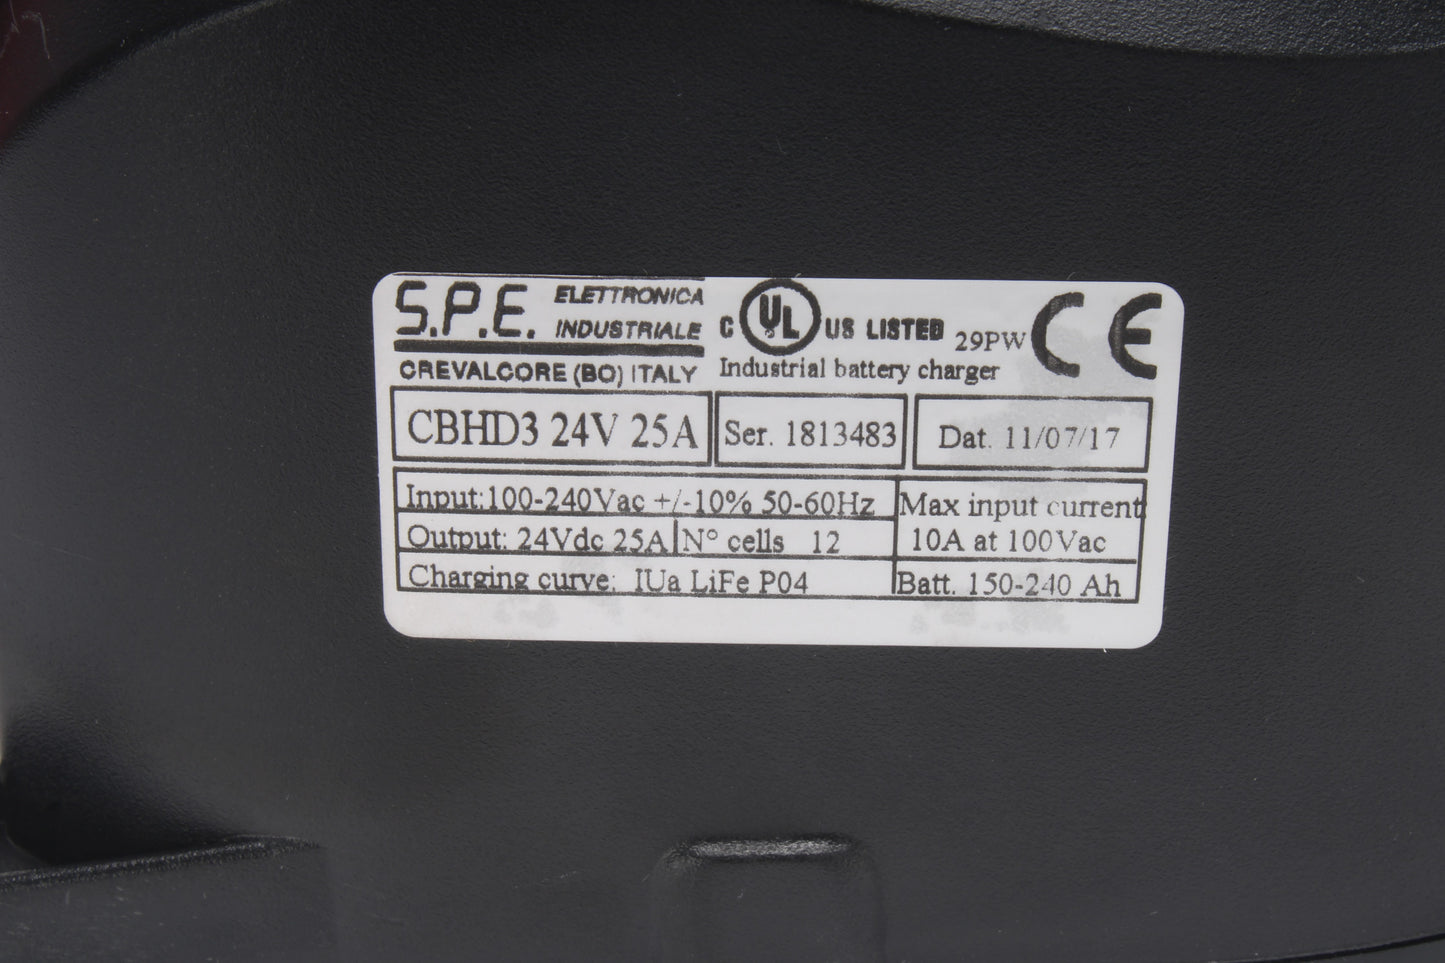 S.P.E. ELETTRONICA
INDUSTRIALE
CREVALCORE (BO) ITALY
C UL US LISTED 29PW CE
Industrial battery charger
CBHD3 24V 25A Ser. 1813483 Dat. 11/07/17
Input:100-240Vac +/-10% 50-60Hz
Max input current
10A at 100Vac
Output: 24Vdc 25A N° cells 12
Charging curve: IUa LiFe P04
Batt. 150-240 Ah